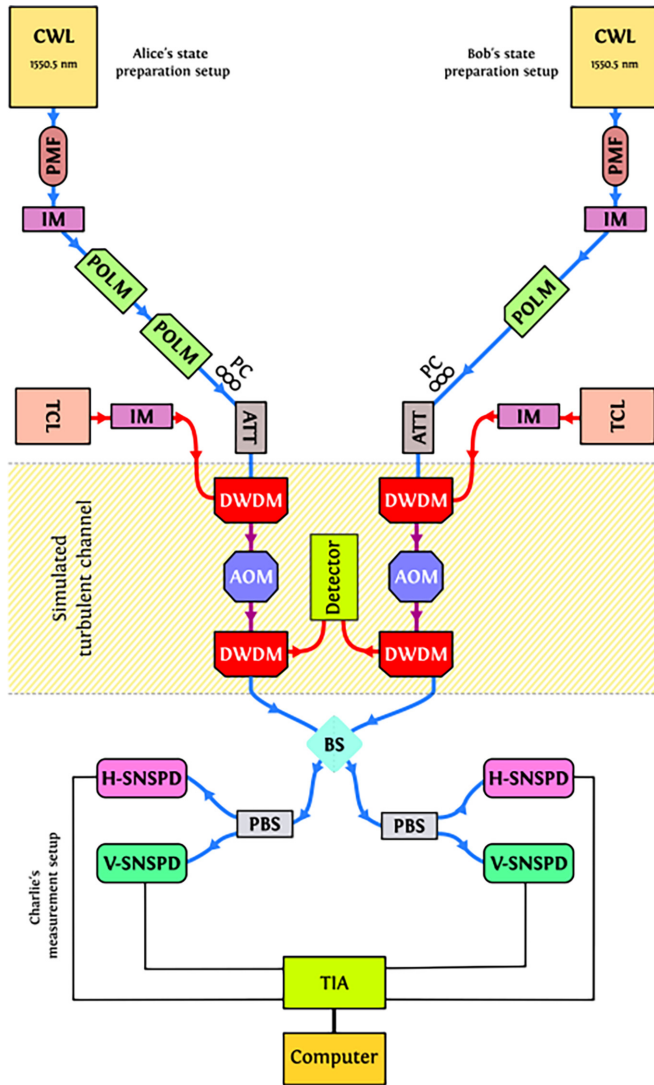 CWL
1550.5 nm
Alice's state
preparation setup
Bob's state
preparation setup
CWL
1550.5 nm
PMF
PMF
IM
IM
POLM
POLM
POLM
PC
PC
TCL
IM
ATT
ATT
IM
TCL
Simulated
turbulent channel
DWDM
DWDM
AOM
Detector
AOM
DWDM
DWDM
BS
H-SNSPD
H-SNSPD
PBS
PBS
V-SNSPD
V-SNSPD
Charlie's
measurement setup
TIA
Computer